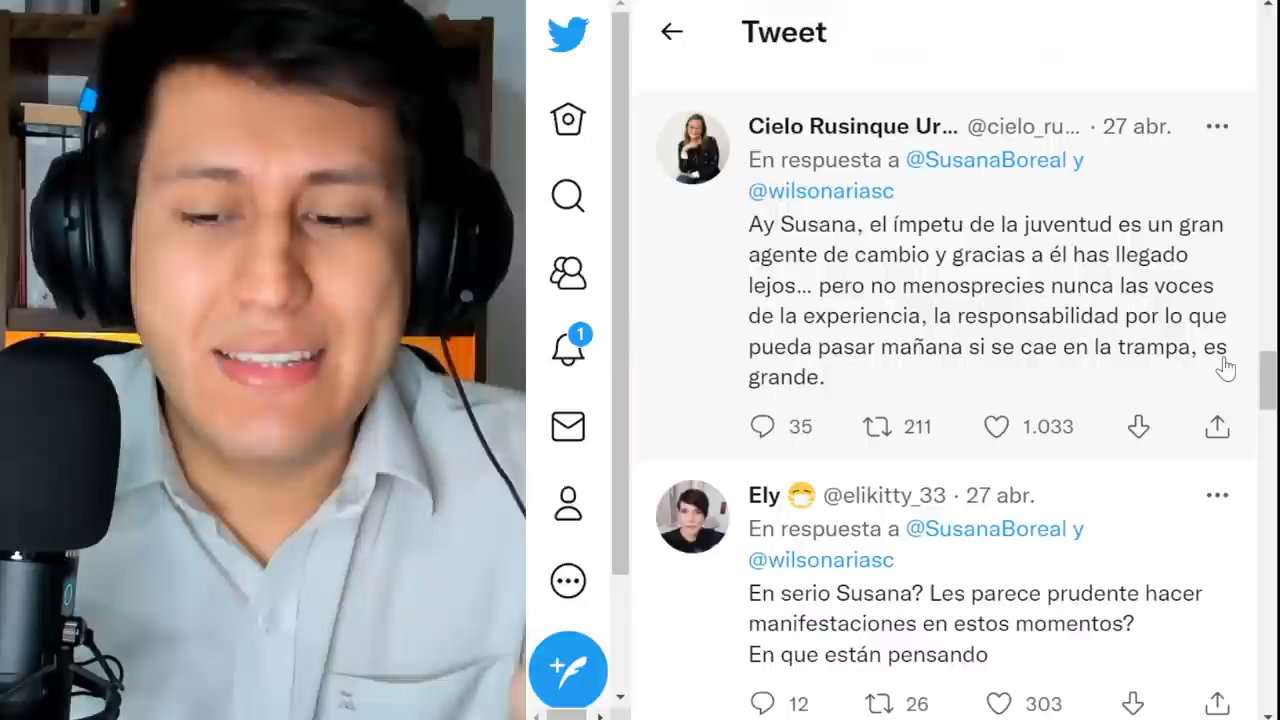 Tweet
Cielo Rusinque Ur... @cielo_ru... · 27 abr.
En respuesta a @SusanaBoreal y
@wilsonariasc
Ay Susana, el ímpetu de la juventud es un gran
agente de cambio y gracias a él has llegado
lejos... pero no menosprecies nunca las voces
de la experiencia, la responsabilidad por lo que
pueda pasar mañana si se cae en la trampa, es
grande.
35 211 1.033
1
Ely 😷 @elikitty_33 · 27 abr.
En respuesta a @SusanaBoreal y
@wilsonariasc
En serio Susana? Les parece prudente hacer
manifestaciones en estos momentos?
En que están pensando
12 26 303